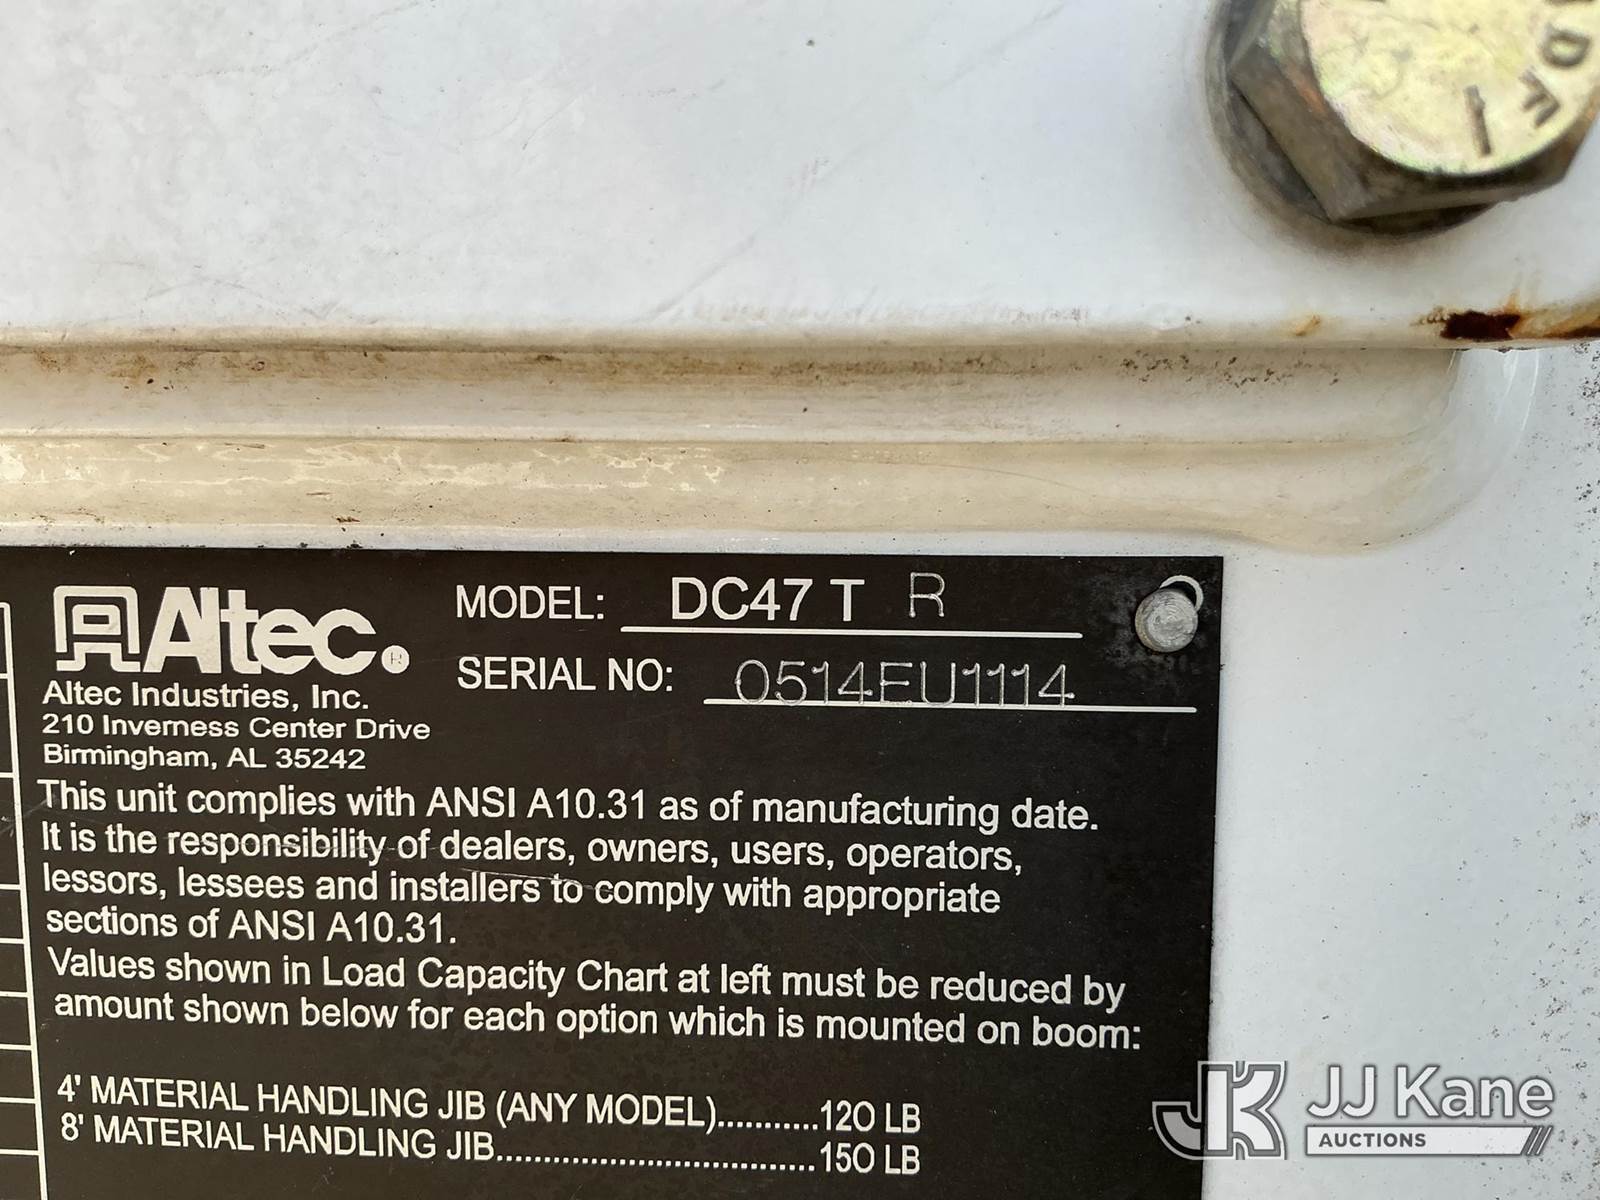 Altec®
MODEL: DC47 T R
SERIAL NO: 0514EU1114
Altec Industries, Inc.
210 Inverness Center Drive
Birmingham, AL 35242
This unit complies with ANSI A10.31 as of manufacturing date.
It is the responsibility of dealers, owners, users, operators,
lessors, lessees and installers to comply with appropriate
sections of ANSI A10.31.
Values shown in Load Capacity Chart at left must be reduced by
amount shown below for each option which is mounted on boom:
4' MATERIAL HANDLING JIB (ANY MODEL)............120 LB
8' MATERIAL HANDLING JIB....................................150 LB
JK JJ Kane
AUCTIONS